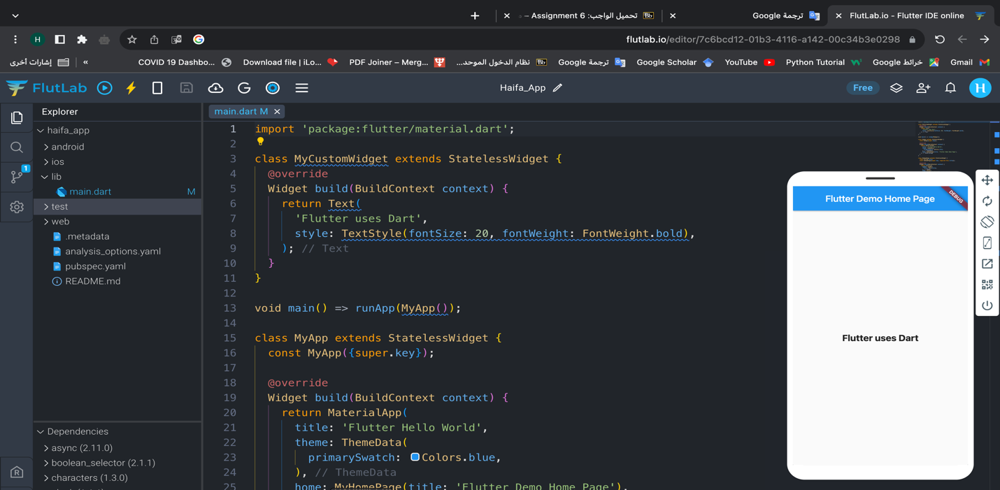 تحميل الواجب: Assignment 6 –
ترجمة Google
FlutLab.io - Flutter IDE online
H
flutlab.io/editor/7c6bcd12-01b3-4116-a142-00c34b3e0298
إشارات أخرى
«
COVID 19 Dashbo...
Download file | iLo...
PDF Joiner – Merg...
نظام الدخول الموحد...
Bb
ترجمة Google
Google Scholar
YouTube
Python Tutorial
خرائط Google
Gmail
FlutLab
Haifa_App
Free
H
Explorer
haifa_app
android
ios
lib
main.dart M
test
web
.metadata
analysis_options.yaml
pubspec.yaml
README.md
1
Dependencies
async (2.11.0)
boolean_selector (2.1.1)
characters (1.3.0)
R
main.dart M
1 import 'package:flutter/material.dart';
2
3 class MyCustomWidget extends StatelessWidget {
4 @override
5 Widget build(BuildContext context) {
6 return Text(
7 'Flutter uses Dart',
8 style: TextStyle(fontSize: 20, fontWeight: FontWeight.bold),
9 ); // Text
10 }
11 }
12
13 void main() => runApp(MyApp());
14
15 class MyApp extends StatelessWidget {
16 const MyApp({super.key});
17
18 @override
19 Widget build(BuildContext context) {
20 return MaterialApp(
21 title: 'Flutter Hello World',
22 theme: ThemeData(
23 primarySwatch: Colors.blue,
24 ), // ThemeData
25 home: MyHomePage(title: 'Flutter Demo Home Page'),
Flutter Demo Home Page
DEBUG
Flutter uses Dart